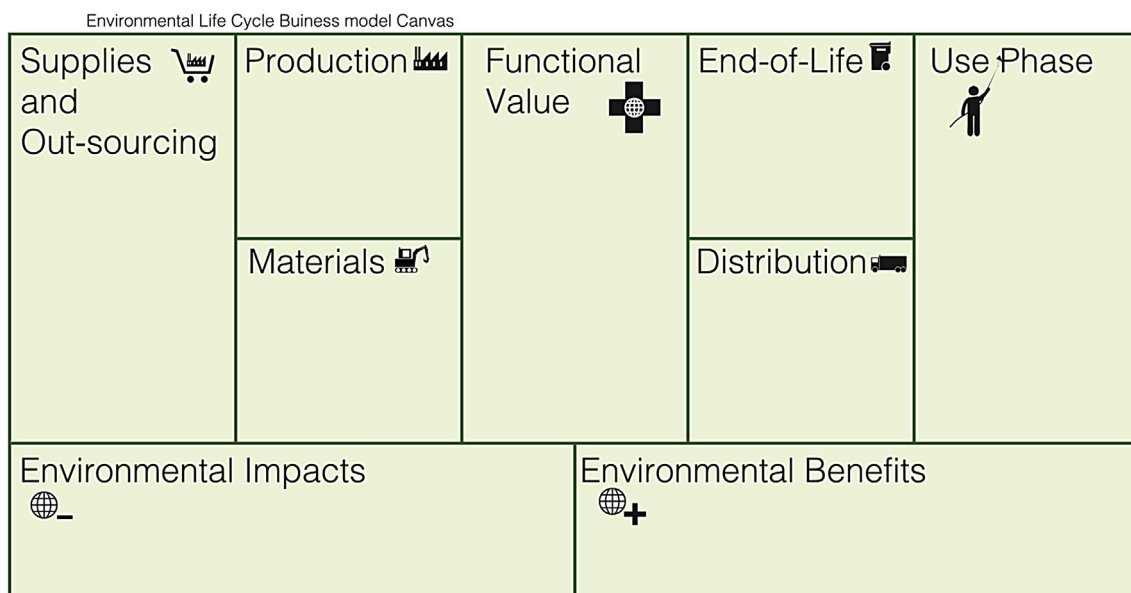 Environmental Life Cycle Buiness model Canvas
Supplies
and
Out-sourcing
Production
Materials
Functional
Value
End-of-Life
Distribution
Use Phase
Environmental Impacts
Environmental Benefits